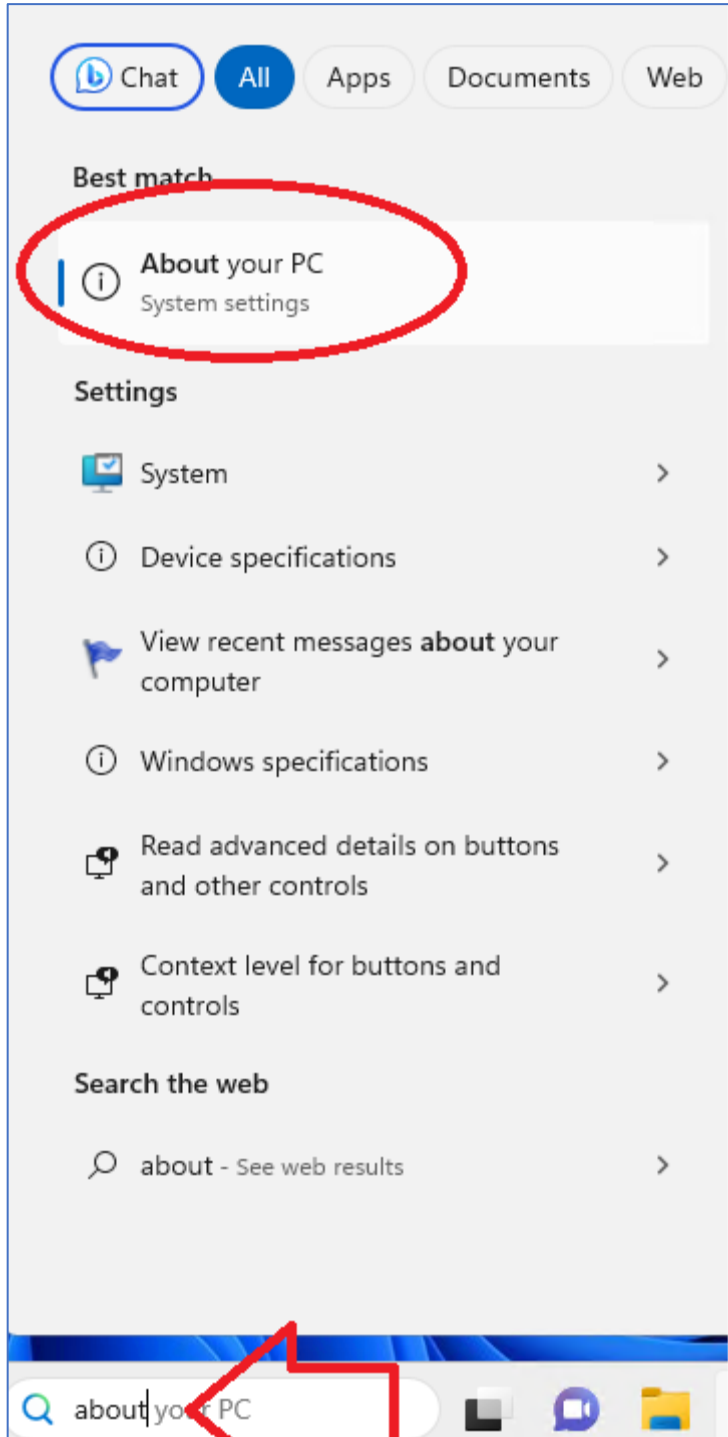 Chat All Apps Documents Web
Best match
About your PC
System settings
Settings
System
Device specifications
View recent messages about your
computer
Windows specifications
Read advanced details on buttons
and other controls
Context level for buttons and
controls
Search the web
about - See web results
about your PC